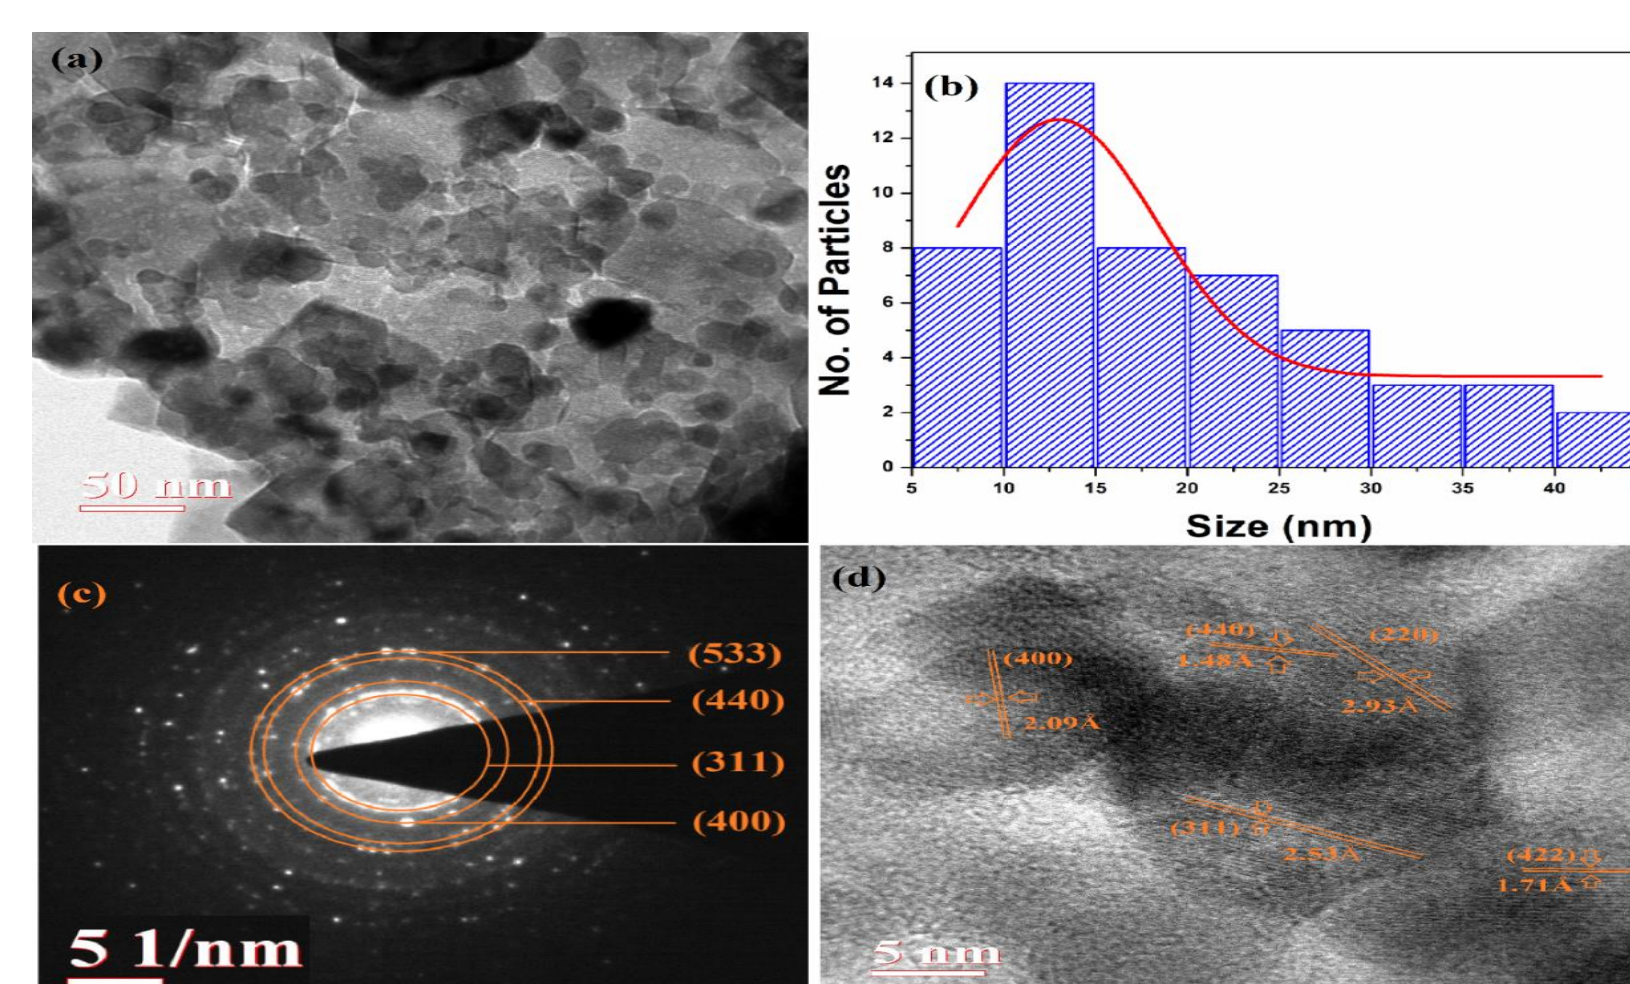 (a)
50 nm
(b)
No. of Particles
14
12
10
8
6
4
2
0
5 10 15 20 25 30 35 40
Size (nm)
(c)
(533)
(440)
(311)
(400)
5 1/nm
(d)
(440)
1.48Å
(220)
2.93Å
(400)
2.09Å
(311)
2.53Å
(422)
1.71Å
5 nm